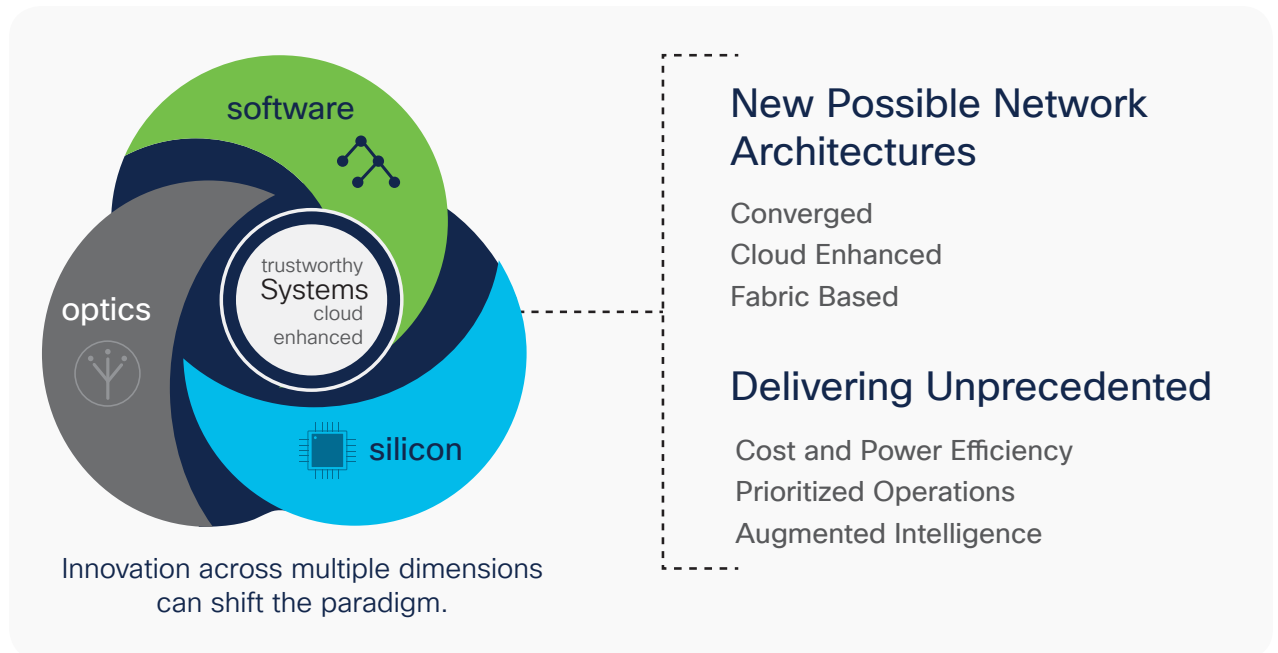 software
optics
trustworthy
Systems
cloud
enhanced
silicon
Innovation across multiple dimensions
can shift the paradigm.
New Possible Network
Architectures
Converged
Cloud Enhanced
Fabric Based
Delivering Unprecedented
Cost and Power Efficiency
Prioritized Operations
Augmented Intelligence